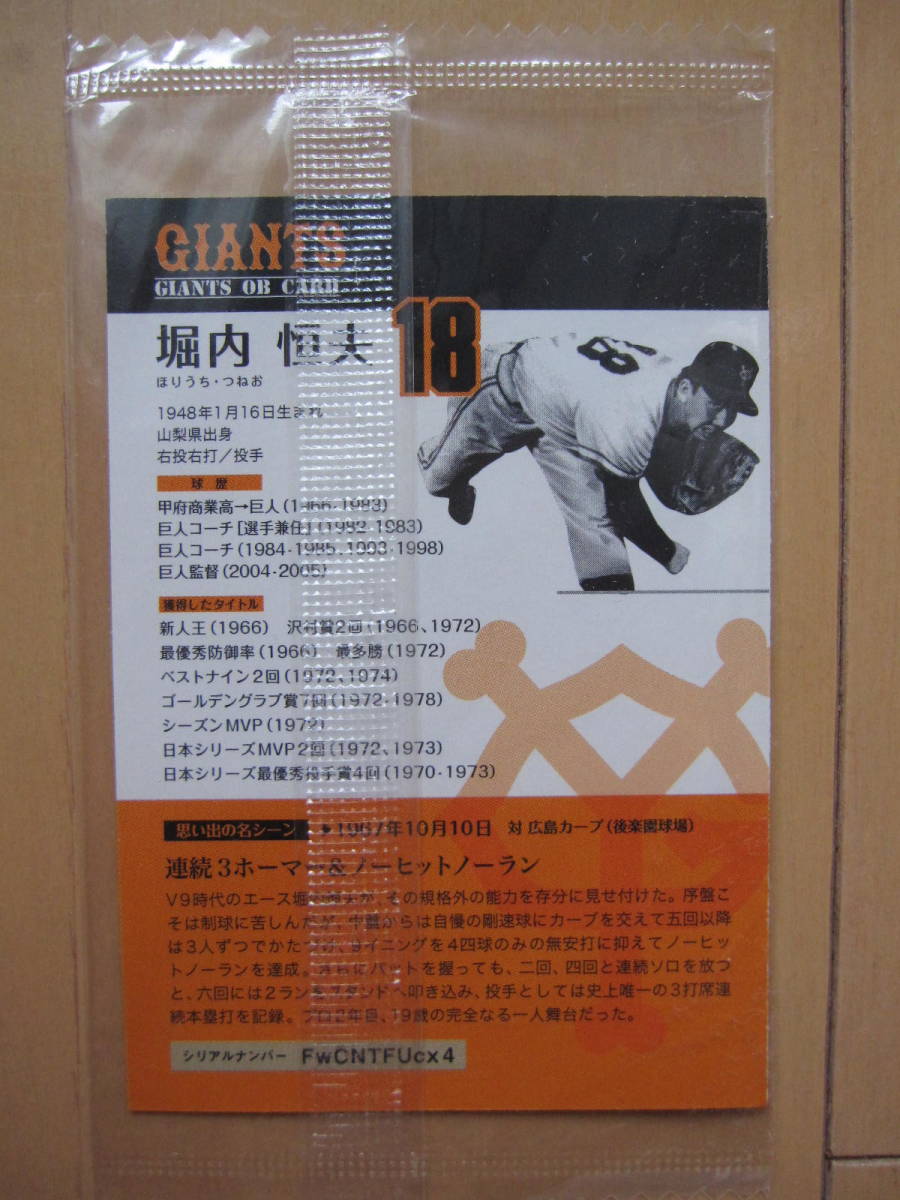 GIANTS
GIANTS OB CARD
堀内 恒夫
18
ほりうち・つねお
1948年1月16日生まれ
山梨県出身
右投右打／投手
球歴
甲府商業高→巨人(1966-1983)
巨人コーチ[選手兼任](1982-1983)
巨人コーチ(1984-1985、1993-1998)
巨人監督(2004-2005)
獲得したタイトル
新人王(1966)　沢村賞2回(1966、1972)
最優秀防御率(1966)　最多勝(1972)
ベストナイン2回(1972、1974)
ゴールデングラブ賞7回(1972-1978)
シーズンMVP(1972)
日本シリーズMVP2回(1972、1973)
日本シリーズ最優秀投手賞4回(1970-1973)
思い出の名シーン ▶1967年10月10日　対 広島カープ(後楽園球場)
連続3ホーマー&ノーヒットノーラン
V9時代のエース堀内恒夫が、その規格外の能力を存分に見せ付けた。序盤こ
そは制球に苦しんだが、中盤からは自慢の剛速球にカーブを交えて五回以降
は3人ずつでかたづけ、9イニングを4四球のみの無安打に抑えてノーヒッ
トノーランを達成。さらにバットを握っても、二回、四回と連続ソロを放つ
と、六回には2ランをスタンドへ叩き込み、投手としては史上唯一の3打席連
続本塁打を記録。プロ2年目、19歳の完全なる一人舞台だった。
シリアルナンバー FwCNTFUcx4